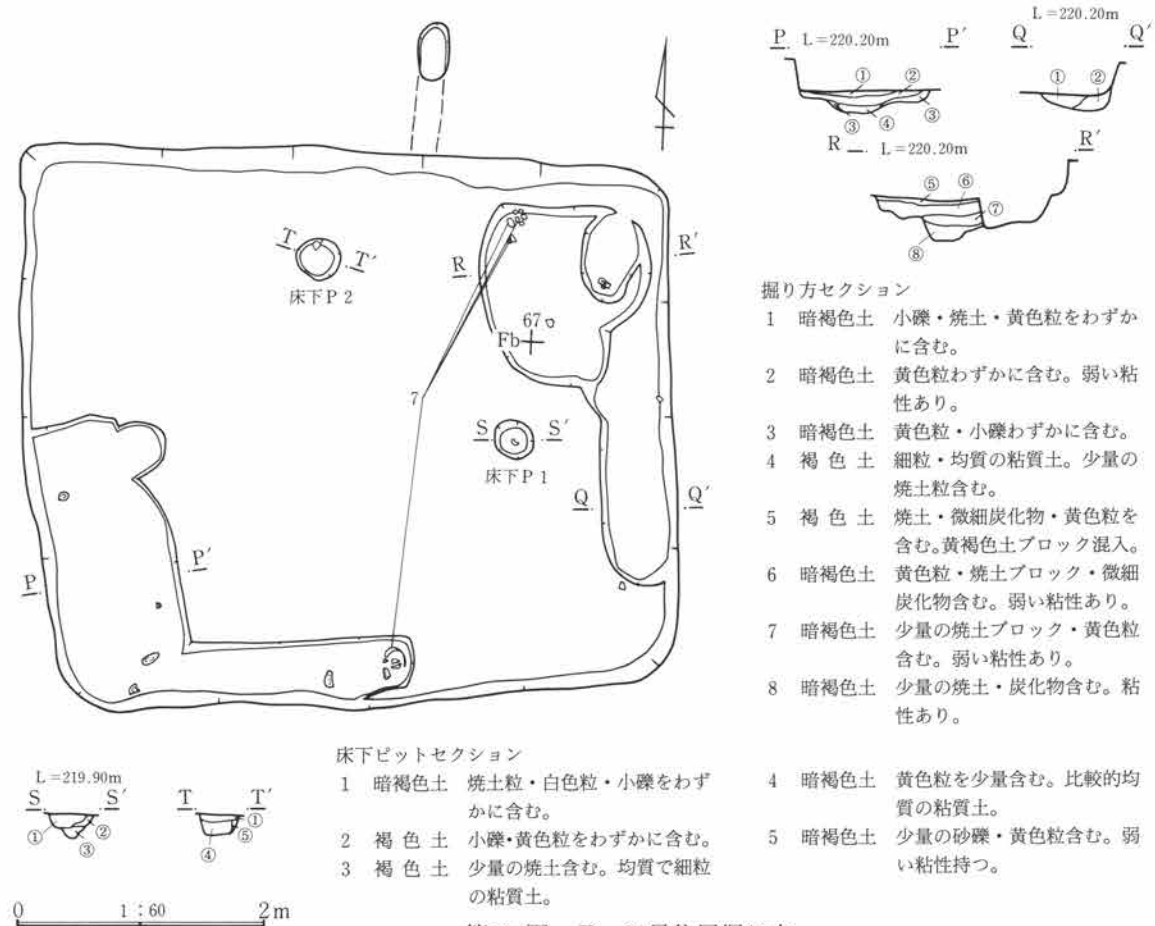 P L=220.20m P′
① ② ③ ③ ④
L=220.20m
Q Q′
① ②
R L=220.20m R′
⑤ ⑥ ⑦ ⑧
T T′
床下P2
R R′
67
Fb
7
S S′
床下P1
Q Q′
P P′
掘り方セクション
1 暗褐色土 小礫・焼土・黄色粒をわずか
に含む。
2 暗褐色土 黄色粒わずかに含む。弱い粘
性あり。
3 暗褐色土 黄色粒・小礫わずかに含む。
4 褐色土 細粒・均質の粘質土。少量の
焼土粒含む。
5 褐色土 焼土・微細炭化物・黄色粒を
含む。黄褐色土ブロック混入。
6 暗褐色土 黄色粒・焼土ブロック・微細
炭化物含む。弱い粘性あり。
7 暗褐色土 少量の焼土ブロック・黄色粒
含む。弱い粘性あり。
8 暗褐色土 少量の焼土・炭化物含む。粘
性あり。
L=219.90m
S S′ T T′
① ② ③ ① ④ ⑤
床下ピットセクション
1 暗褐色土 焼土粒・白色粒・小礫をわず
かに含む。
2 褐色土 小礫・黄色粒をわずかに含む。
3 褐色土 少量の焼土含む。均質で細粒
の粘質土。
4 暗褐色土 黄色粒を少量含む。比較的均
質の粘質土。
5 暗褐色土 少量の砂礫・黄色粒含む。弱
い粘性持つ。
0 1:60 2m